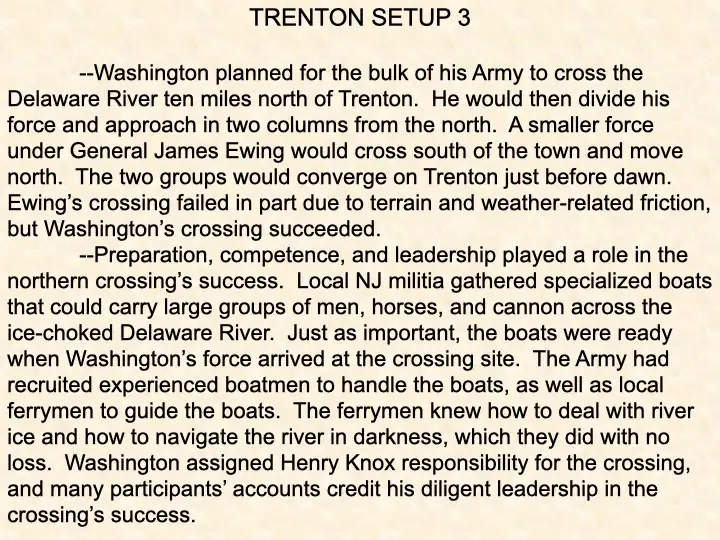 TRENTON SETUP 3
--Washington planned for the bulk of his Army to cross the
Delaware River ten miles north of Trenton.  He would then divide his
force and approach in two columns from the north.  A smaller force
under General James Ewing would cross south of the town and move
north.  The two groups would converge on Trenton just before dawn.
Ewing’s crossing failed in part due to terrain and weather-related friction,
but Washington’s crossing succeeded.
--Preparation, competence, and leadership played a role in the
northern crossing’s success.  Local NJ militia gathered specialized boats
that could carry large groups of men, horses, and cannon across the
ice-choked Delaware River.  Just as important, the boats were ready
when Washington’s force arrived at the crossing site.  The Army had
recruited experienced boatmen to handle the boats, as well as local
ferrymen to guide the boats.  The ferrymen knew how to deal with river
ice and how to navigate the river in darkness, which they did with no
loss.  Washington assigned Henry Knox responsibility for the crossing,
and many participants’ accounts credit his diligent leadership in the
crossing’s success.